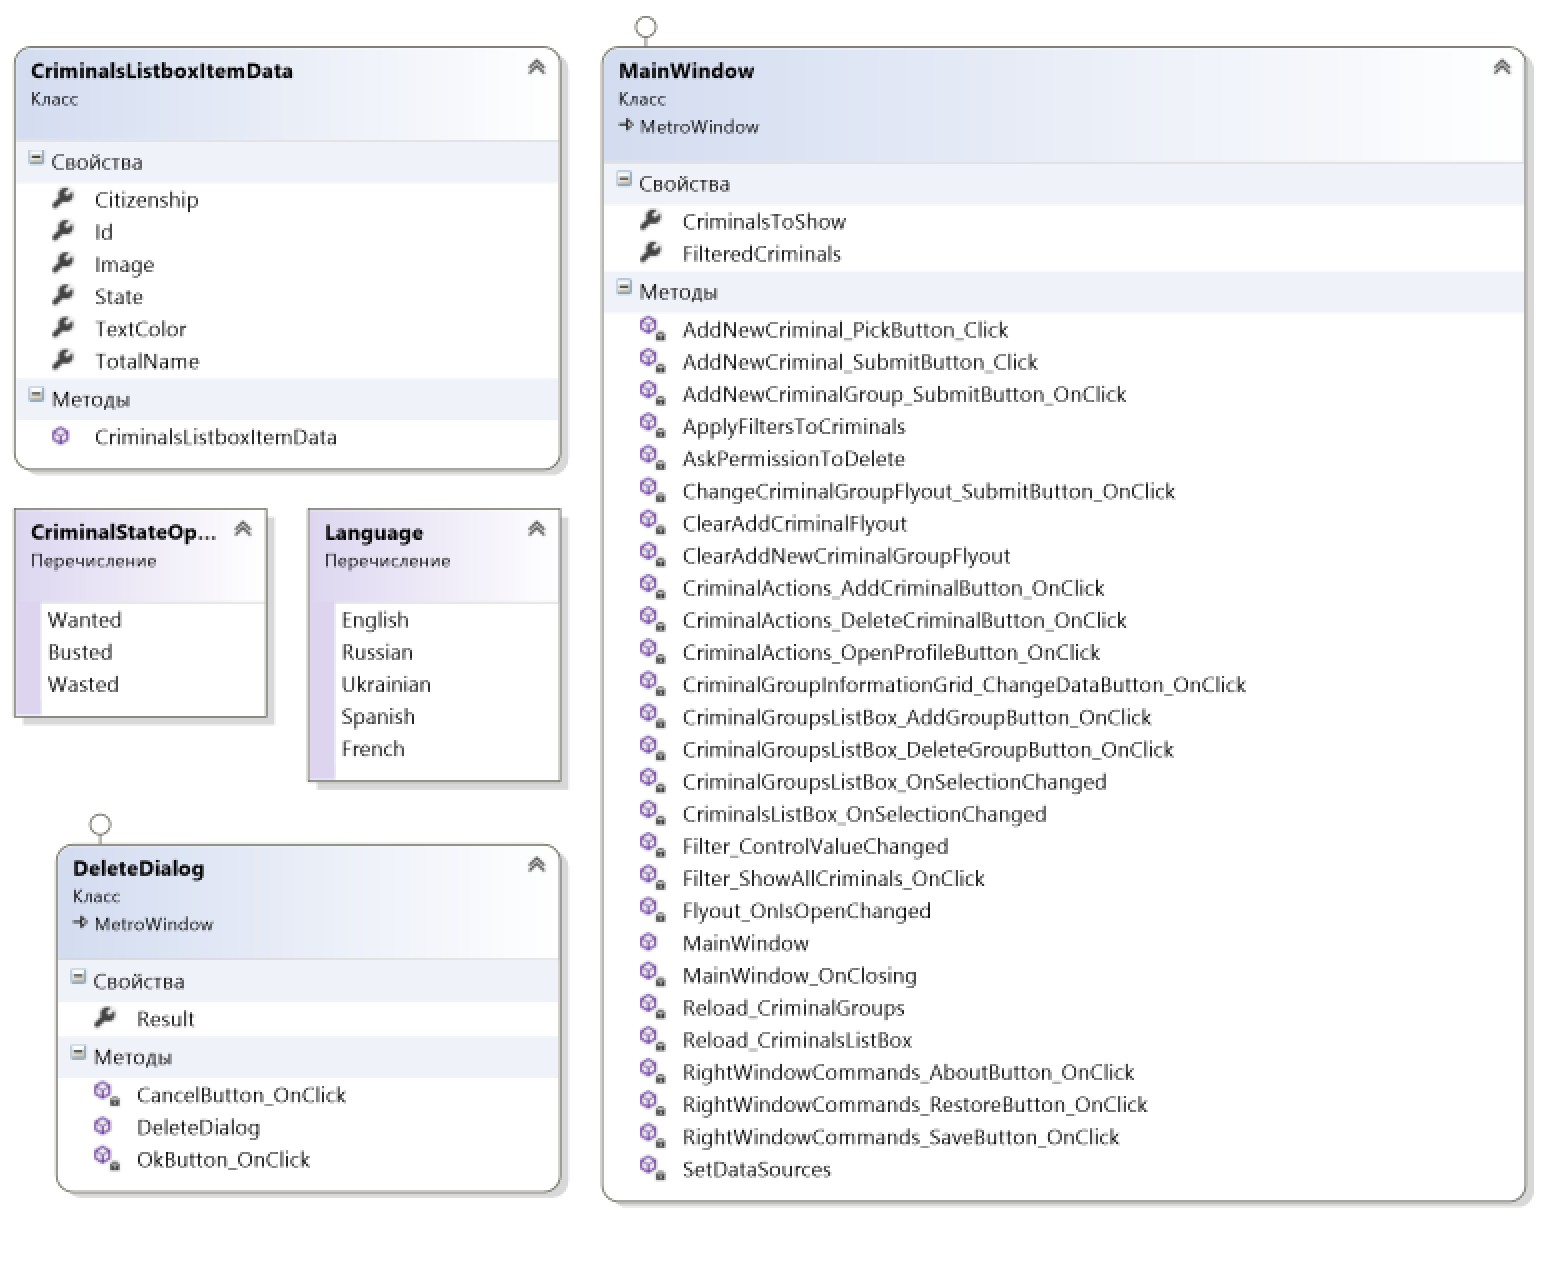 CriminalsListboxItemData
Класс
Свойства
Citizenship
Id
Image
State
TextColor
TotalName
Методы
CriminalsListboxItemData
CriminalStateOp...
Перечисление
Wanted
Busted
Wasted
Language
Перечисление
English
Russian
Ukrainian
Spanish
French
DeleteDialog
Класс
MetroWindow
Свойства
Result
Методы
CancelButton_OnClick
DeleteDialog
OkButton_OnClick
MainWindow
Класс
MetroWindow
Свойства
CriminalsToShow
FilteredCriminals
Методы
AddNewCriminal_PickButton_Click
AddNewCriminal_SubmitButton_Click
AddNewCriminalGroup_SubmitButton_OnClick
ApplyFiltersToCriminals
AskPermissionToDelete
ChangeCriminalGroupFlyout_SubmitButton_OnClick
ClearAddCriminalFlyout
ClearAddNewCriminalGroupFlyout
CriminalActions_AddCriminalButton_OnClick
CriminalActions_DeleteCriminalButton_OnClick
CriminalActions_OpenProfileButton_OnClick
CriminalGroupInformationGrid_ChangeDataButton_OnClick
CriminalGroupsListBox_AddGroupButton_OnClick
CriminalGroupsListBox_DeleteGroupButton_OnClick
CriminalGroupsListBox_OnSelectionChanged
CriminalsListBox_OnSelectionChanged
Filter_ControlValueChanged
Filter_ShowAllCriminals_OnClick
Flyout_OnIsOpenChanged
MainWindow
MainWindow_OnClosing
Reload_CriminalGroups
Reload_CriminalsListBox
RightWindowCommands_AboutButton_OnClick
RightWindowCommands_RestoreButton_OnClick
RightWindowCommands_SaveButton_OnClick
SetDataSources